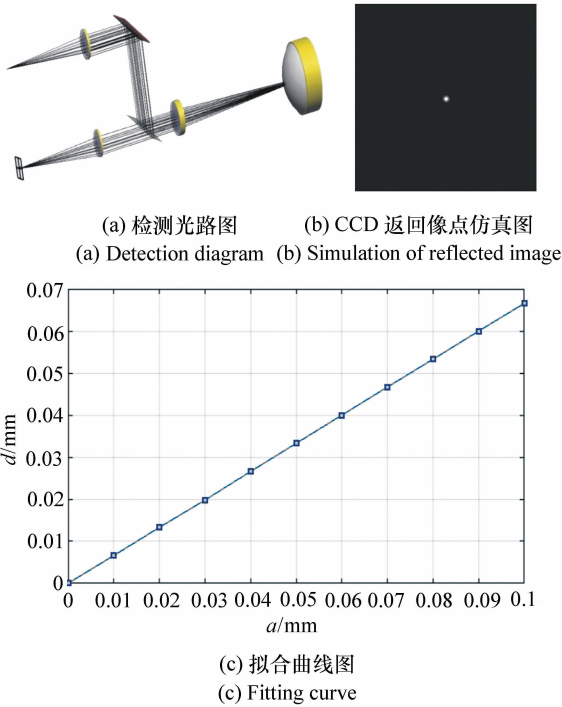 (a) 检测光路图
(b) CCD 返回像点仿真图
(a) Detection diagram
(b) Simulation of reflected image
0.07
0.06
0.05
0.04
0.03
0.02
0.01
0
d/mm
0 0.01 0.02 0.03 0.04 0.05 0.06 0.07 0.08 0.09 0.1
a/mm
(c) 拟合曲线图
(c) Fitting curve